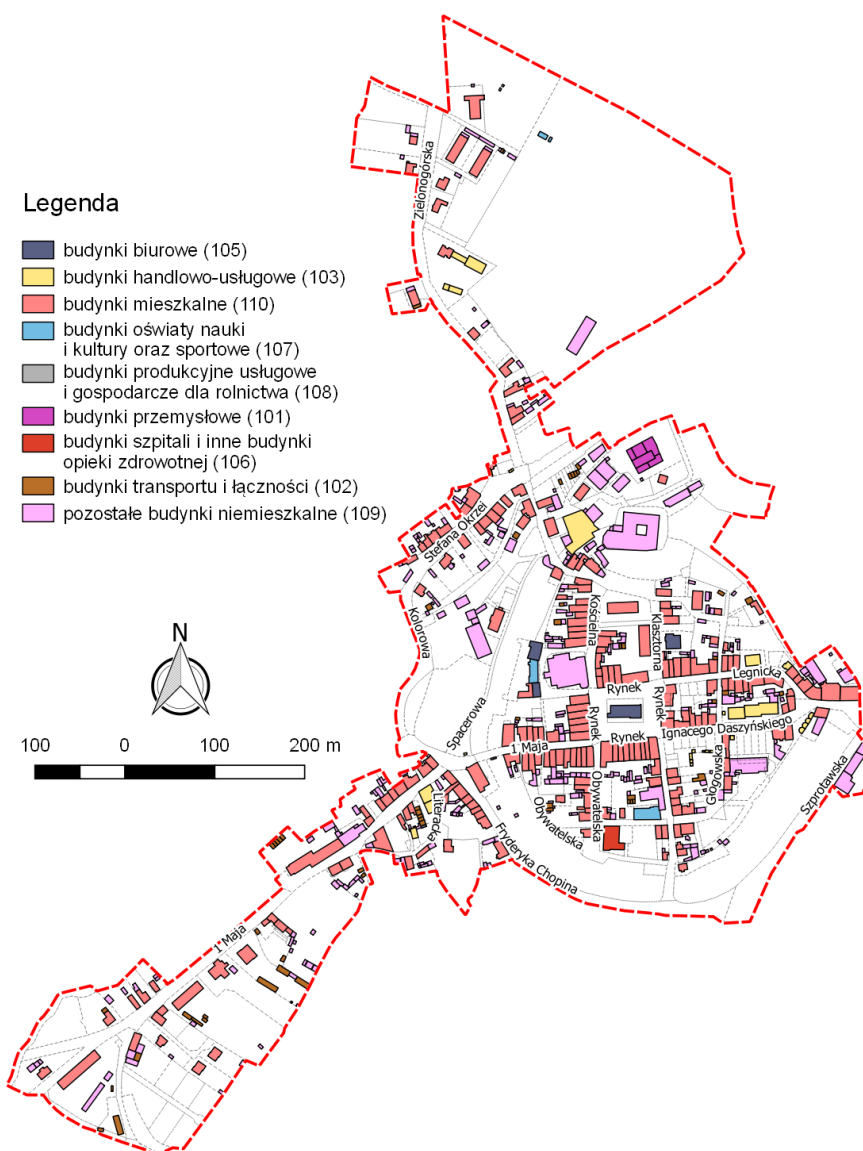 Zielonogórska
Legenda
budynki biurowe (105)
budynki handlowo-usługowe (103)
budynki mieszkalne (110)
budynki oświaty nauki
i kultury oraz sportowe (107)
budynki produkcyjne usługowe
i gospodarcze dla rolnictwa (108)
budynki przemysłowe (101)
budynki szpitali i inne budynki
opieki zdrowotnej (106)
budynki transportu i łączności (102)
pozostałe budynki niemieszkalne (109)
Stefana Okrzei
Kolorowa
Kościelna
Klasztorna
N
Legnicka
Rynek
Rynek
Rynek
Spacerowa
1 Maja
Rynek
Ignacego Daszyńskiego
100 0 100 200 m
Głogowska
Szprotawska
Obywatelska
Obywatelska
Literacka
Fryderyka Chopina
1 Maja